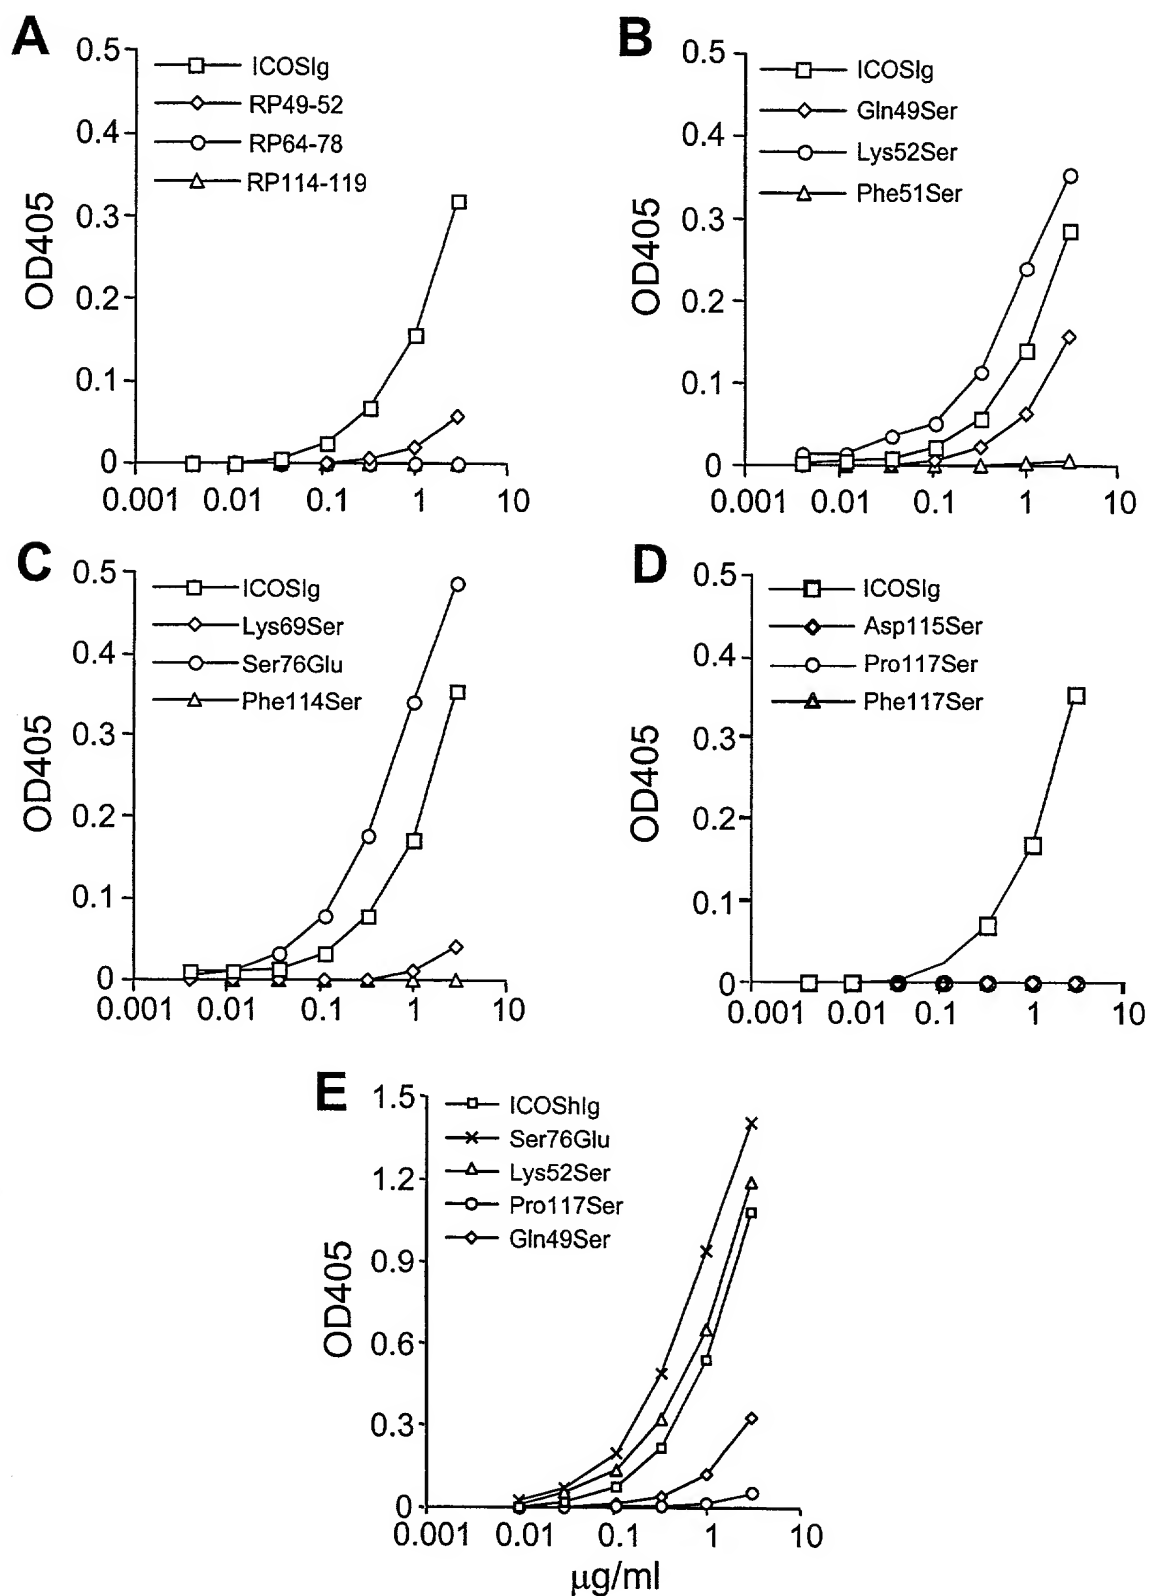 A
0.5
0.4
0.3
0.2
0.1
0
OD405
ICOSIg
RP49-52
RP64-78
RP114-119
0.001 0.01 0.1 1 10
B
0.5
0.4
0.3
0.2
0.1
0
OD405
ICOSIg
Gln49Ser
Lys52Ser
Phe51Ser
0.001 0.01 0.1 1 10
C
0.5
0.4
0.3
0.2
0.1
0
OD405
ICOSIg
Lys69Ser
Ser76Glu
Phe114Ser
0.001 0.01 0.1 1 10
D
0.5
0.4
0.3
0.2
0.1
0
OD405
ICOSIg
Asp115Ser
Pro117Ser
Phe117Ser
0.001 0.01 0.1 1 10
E
1.5
1.2
0.9
0.6
0.3
0
OD405
ICOShIg
Ser76Glu
Lys52Ser
Pro117Ser
Gln49Ser
0.001 0.01 0.1 1 10
µg/ml